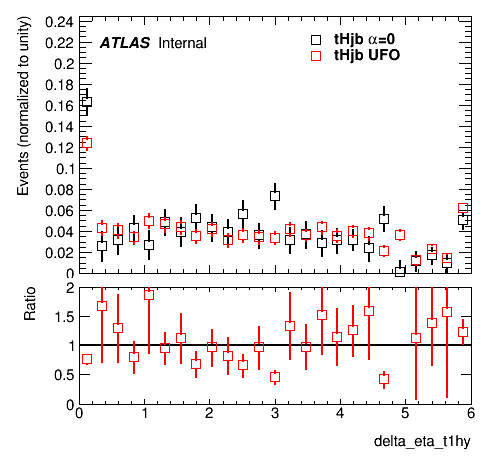 Events (normalized to unity)
0.24
0.22
0.2
0.18
0.16
0.14
0.12
0.1
0.08
0.06
0.04
0.02
0
ATLAS Internal
tHjb α=0
tHjb UFO
Ratio
2
1.5
1
0.5
0
0 1 2 3 4 5 6
delta_eta_t1hy